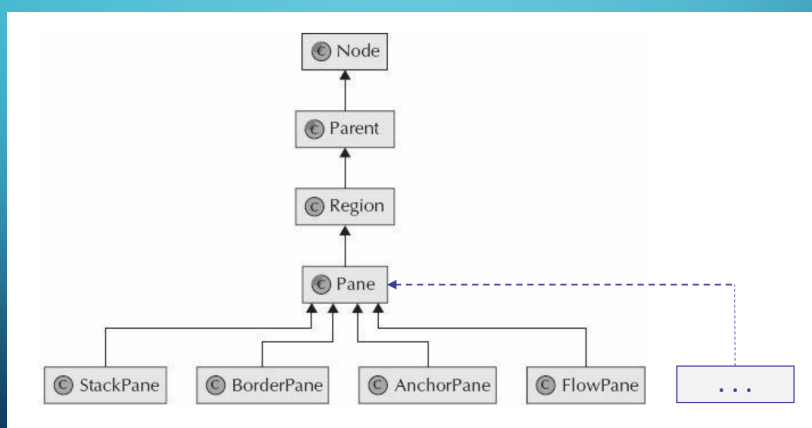 C Node
C Parent
C Region
C Pane
C StackPane
C BorderPane
C AnchorPane
C FlowPane
...